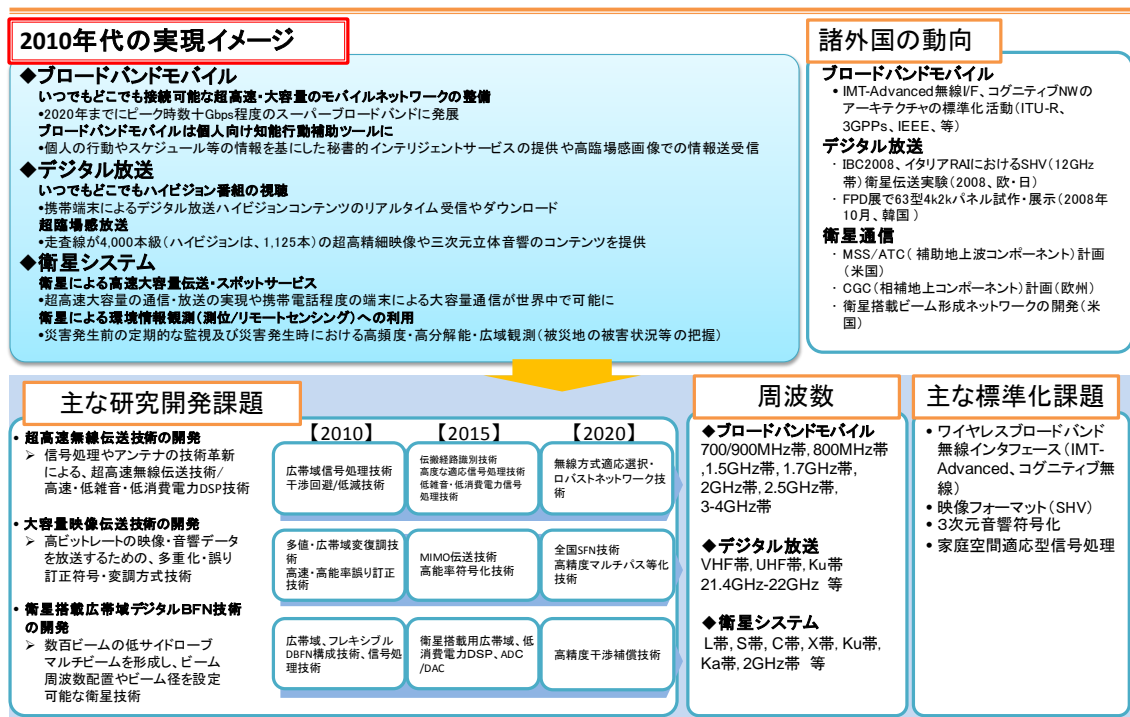 2010年代の実現イメージ
◆ブロードバンドモバイル
いつでもどこでも接続可能な超高速・大容量のモバイルネットワークの整備
•2020年までにピーク時数十Gbps程度のスーパーブロードバンドに発展
ブロードバンドモバイルは個人向け知能行動補助ツールに
•個人の行動やスケジュール等の情報を基にした秘書的インテリジェントサービスの提供や高臨場感画像での情報送受信
◆デジタル放送
いつでもどこでもハイビジョン番組の視聴
•携帯端末によるデジタル放送ハイビジョンコンテンツのリアルタイム受信やダウンロード
超臨場感放送
•走査線が4,000本級(ハイビジョンは、1,125本)の超高精細映像や三次元立体音響のコンテンツを提供
◆衛星システム
衛星による高速大容量伝送・スポットサービス
•超高速大容量の通信・放送の実現や携帯電話程度の端末による大容量通信が世界中で可能に
衛星による環境情報観測(測位/リモートセンシング)への利用
•災害発生前の定期的な監視及び災害発生時における高頻度・高分解能・広域観測(被災地の被害状況等の把握)
諸外国の動向
ブロードバンドモバイル
• IMT-Advanced無線I/F、コグニティブNWの
アーキテクチャの標準化活動(ITU-R、
3GPPs、IEEE、等)
デジタル放送
・ IBC2008、イタリアRAIにおけるSHV(12GHz
帯)衛星伝送実験(2008、欧・日)
・ FPD展で63型4k2kパネル試作・展示(2008年
10月、韓国 )
衛星通信
・ MSS/ATC( 補助地上波コンポーネント)計画
(米国)
・ CGC(相補地上コンポーネント)計画(欧州)
・ 衛星搭載ビーム形成ネットワークの開発(米
国)
主な研究開発課題
• 超高速無線伝送技術の開発
➢ 信号処理やアンテナの技術革新
による、超高速無線伝送技術/
高速・低雑音・低消費電力DSP技術
• 大容量映像伝送技術の開発
➢ 高ビットレートの映像・音響データ
を放送するための、多重化・誤り
訂正符号・変調方式技術
• 衛星搭載広帯域デジタルBFN技術
の開発
➢ 数百ビームの低サイドローブ
マルチビームを形成し、ビーム
周波数配置やビーム径を設定
可能な衛星技術
【2010】
【2015】
【2020】
広帯域信号処理技術
干渉回避/低減技術
伝搬経路識別技術
高度な適応信号処理技術
低雑音・低消費電力信号
処理技術
無線方式適応選択・
ロバストネットワーク技
術
多値・広帯域変復調技
術
高速・高能率誤り訂正
技術
MIMO伝送技術
高能率符号化技術
全国SFN技術
高精度マルチパス等化
技術
広帯域、フレキシブル
DBFN構成技術、信号処
理技術
衛星搭載用広帯域、低
消費電力DSP、ADC
/DAC
高精度干渉補償技術
周波数
◆ブロードバンドモバイル
700/900MHz帯, 800MHz帯
,1.5GHz帯, 1.7GHz帯,
2GHz帯, 2.5GHz帯,
3-4GHz帯
◆デジタル放送
VHF帯, UHF帯, Ku帯
21.4GHz-22GHz 等
◆衛星システム
L帯, S帯, C帯, X帯, Ku帯,
Ka帯, 2GHz帯 等
主な標準化課題
• ワイヤレスブロードバンド
無線インタフェース(IMT-
Advanced、コグニティブ無
線)
• 映像フォーマット(SHV)
• 3次元音響符号化
• 家庭空間適応型信号処理